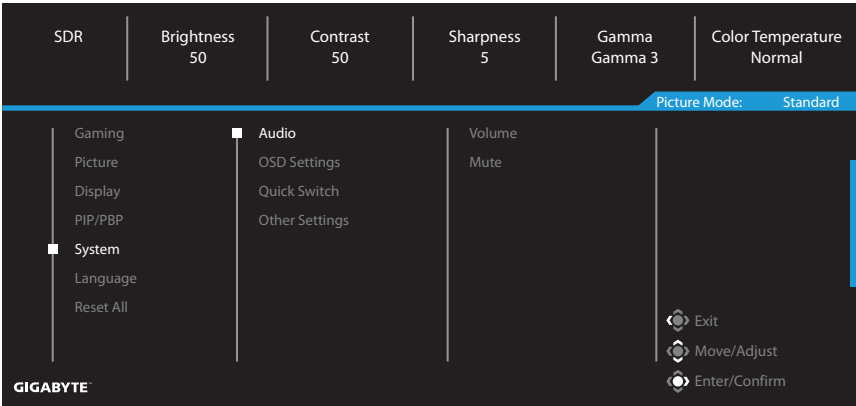 SDR
Brightness
50
Contrast
50
Sharpness
5
Gamma
Gamma 3
Color Temperature
Normal
Picture Mode: Standard
Gaming
Picture
Display
PIP/PBP
System
Language
Reset All
Audio
OSD Settings
Quick Switch
Other Settings
Volume
Mute
Exit
Move/Adjust
Enter/Confirm
GIGABYTE™